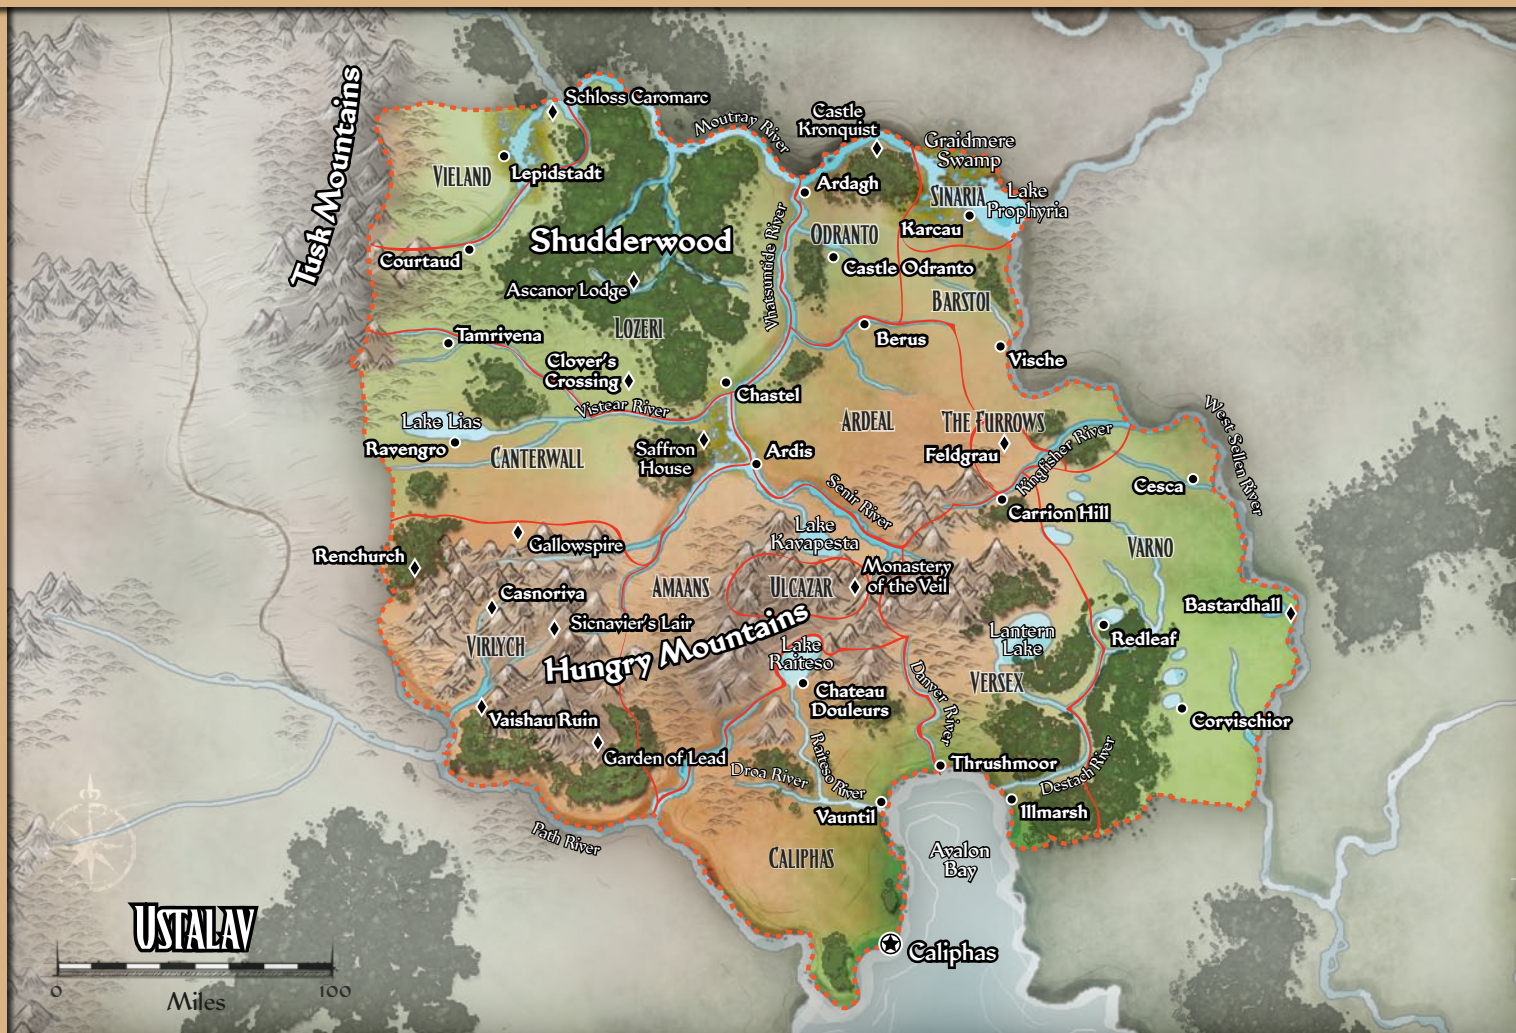 Schloss Caromarc
Tusk Mountains
Moutray River
Castle
Kronquist
Graidmere
Swamp
Vieland
Lepidstadt
Ardagh
Sinaria
Lake
Prophyria
Karcau
Shudderwood
Vhatsuntide River
Odranto
Courtaud
Castle Odranto
Ascanor Lodge
Barstoi
Lozeri
Tamrivena
Berus
Vische
Clover's
Crossing
Chastel
Vistear River
Lake Lias
Ardeal
The Furrows
West Sellen River
Ravengro
Canterwall
Saffron
House
Ardis
Feldgrau
Kingfisher River
Cesca
Senir River
Carrion Hill
Lake
Kavapesta
Gallowspire
Renchurch
Varno
Monastery
of the Veil
Amaans
Ulcazar
Casnoriva
Bastardhall
Sicnavier's Lair
Virlych
Hungry Mountains
Lantern
Lake
Redleaf
Lake
Raiteso
Versex
Chateau
Douleurs
Danver River
Vaishau Ruin
Corvischior
Garden of Lead
Raiteso River
Droa River
Thrushmoor
Destach River
Vauntil
Illmarsh
Path River
Caliphas
Avalon
Bay
Ustalav
Caliphas
0
100
Miles